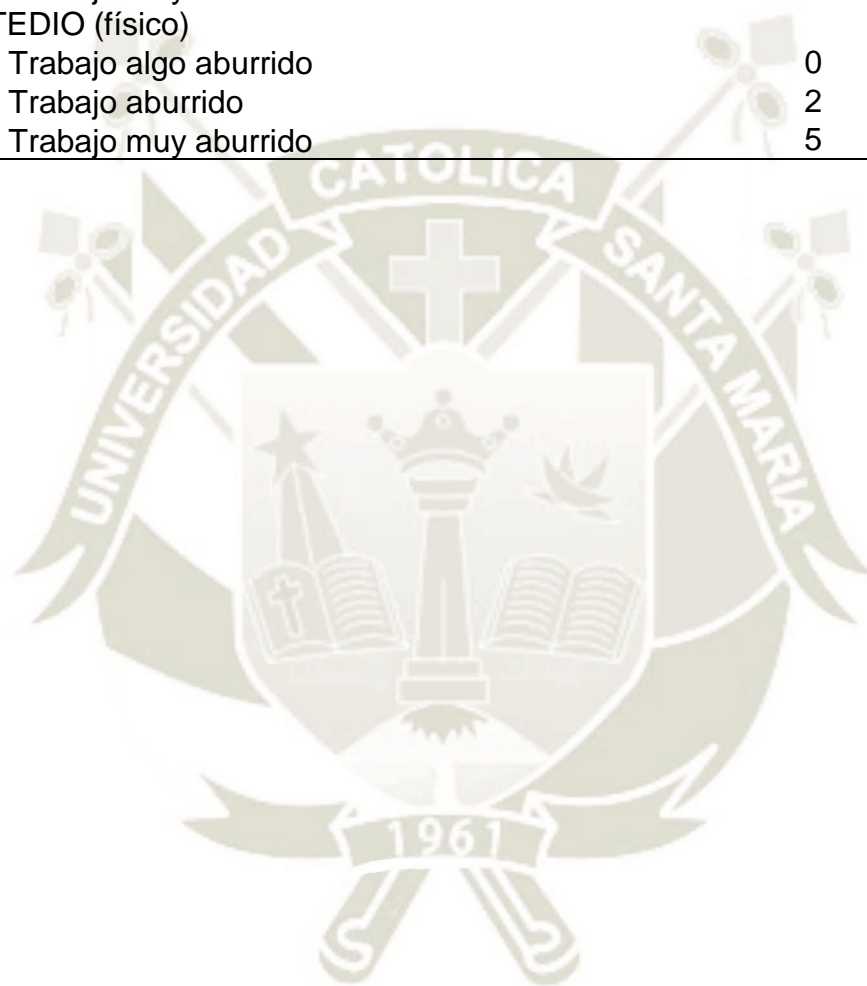 TEDIO (físico)
Trabajo algo aburrido 0
Trabajo aburrido 2
Trabajo muy aburrido 5
UNIVERSIDAD CATOLICA SANTA MARIA
1961